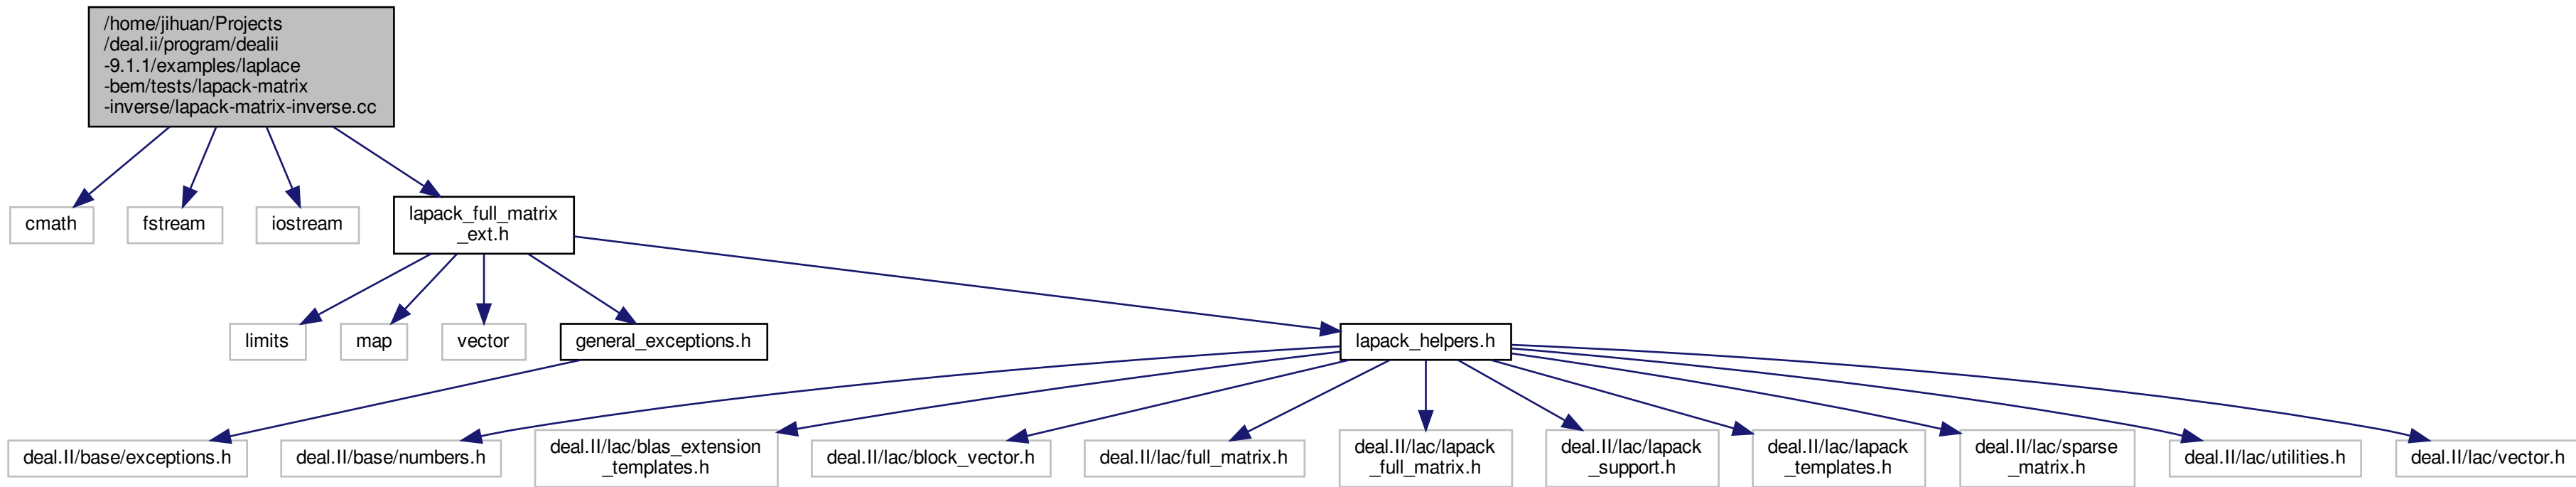 /home/jihuan/Projects
/deal.ii/program/dealii
-9.1.1/examples/laplace
-bem/tests/lapack-matrix
-inverse/lapack-matrix-inverse.cc
cmath
fstream
iostream
lapack_full_matrix
_ext.h
limits
map
vector
general_exceptions.h
lapack_helpers.h
deal.II/base/exceptions.h
deal.II/base/numbers.h
deal.II/lac/blas_extension
_templates.h
deal.II/lac/block_vector.h
deal.II/lac/full_matrix.h
deal.II/lac/lapack
_full_matrix.h
deal.II/lac/lapack
_support.h
deal.II/lac/lapack
_templates.h
deal.II/lac/sparse
_matrix.h
deal.II/lac/utilities.h
deal.II/lac/vector.h